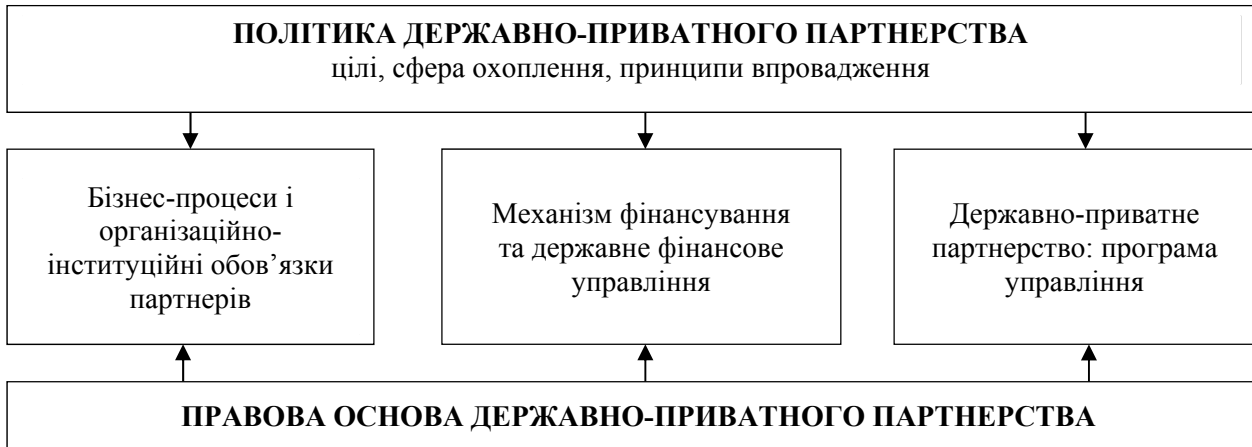 ПОЛІТИКА ДЕРЖАВНО-ПРИВАТНОГО ПАРТНЕРСТВА
цілі, сфера охоплення, принципи впровадження
Бізнес-процеси і
організаційно-
інституційні обов’язки
партнерів
Механізм фінансування
та державне фінансове
управління
Державно-приватне
партнерство: програма
управління
ПРАВОВА ОСНОВА ДЕРЖАВНО-ПРИВАТНОГО ПАРТНЕРСТВА